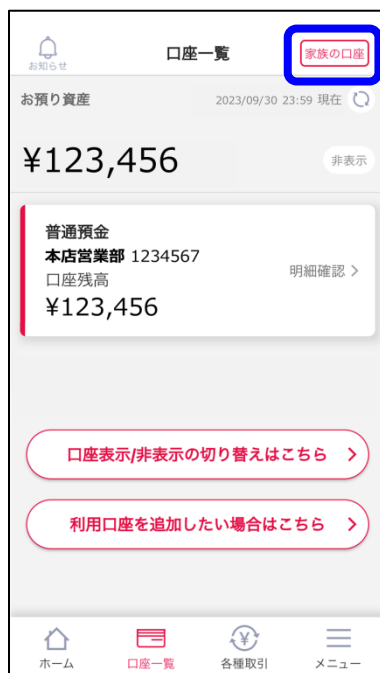 お知らせ
口座一覧
家族の口座
お預り資産
2023/09/30 23:59 現在
¥123,456
非表示
普通預金
本店営業部 1234567
口座残高
明細確認 >
¥123,456
口座表示/非表示の切り替えはこちら >
利用口座を追加したい場合はこちら >
ホーム
口座一覧
各種取引
メニュー